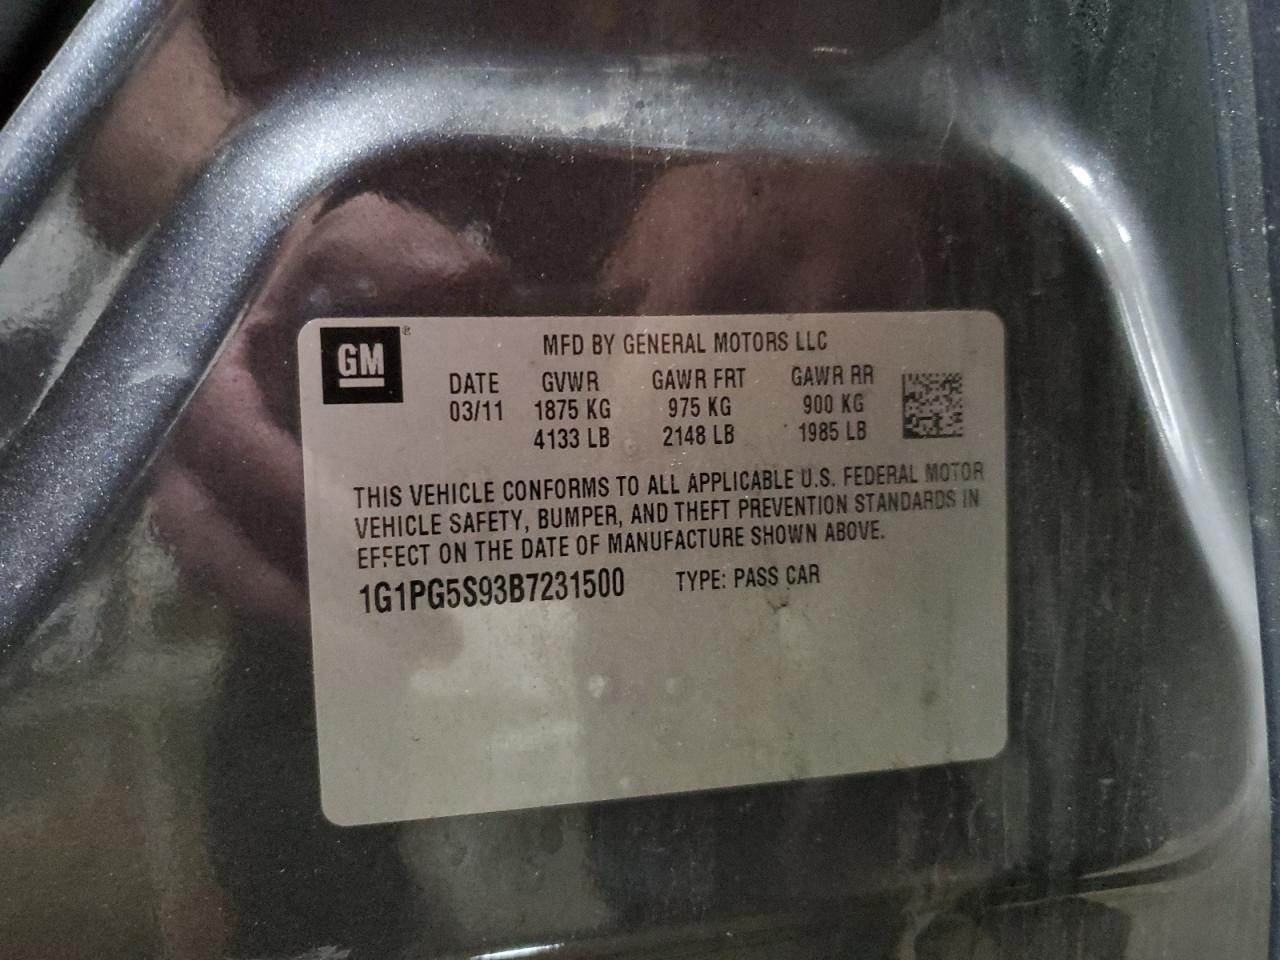 GM
®
MFD BY GENERAL MOTORS LLC
DATE GVWR GAWR FRT GAWR RR
03/11 1875 KG 975 KG 900 KG
4133 LB 2148 LB 1985 LB
THIS VEHICLE CONFORMS TO ALL APPLICABLE U.S. FEDERAL MOTOR
VEHICLE SAFETY, BUMPER, AND THEFT PREVENTION STANDARDS IN
EFFECT ON THE DATE OF MANUFACTURE SHOWN ABOVE.
1G1PG5S93B7231500 TYPE: PASS CAR